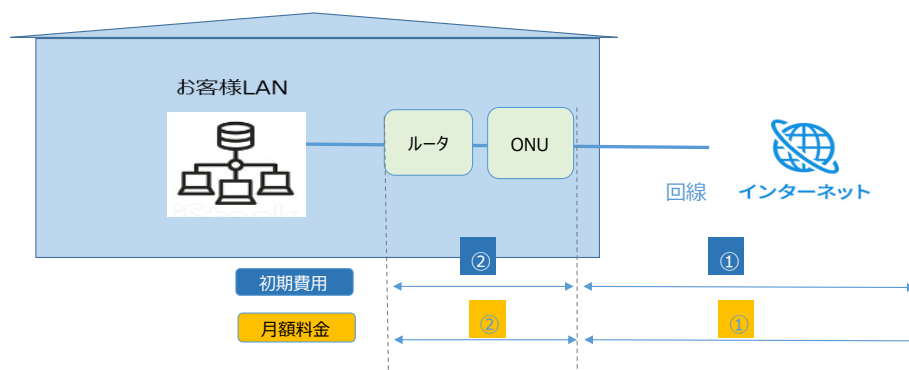 お客様LAN
ルータ
ONU
回線
インターネット
iStock
②
①
初期費用
②
①
月額料金